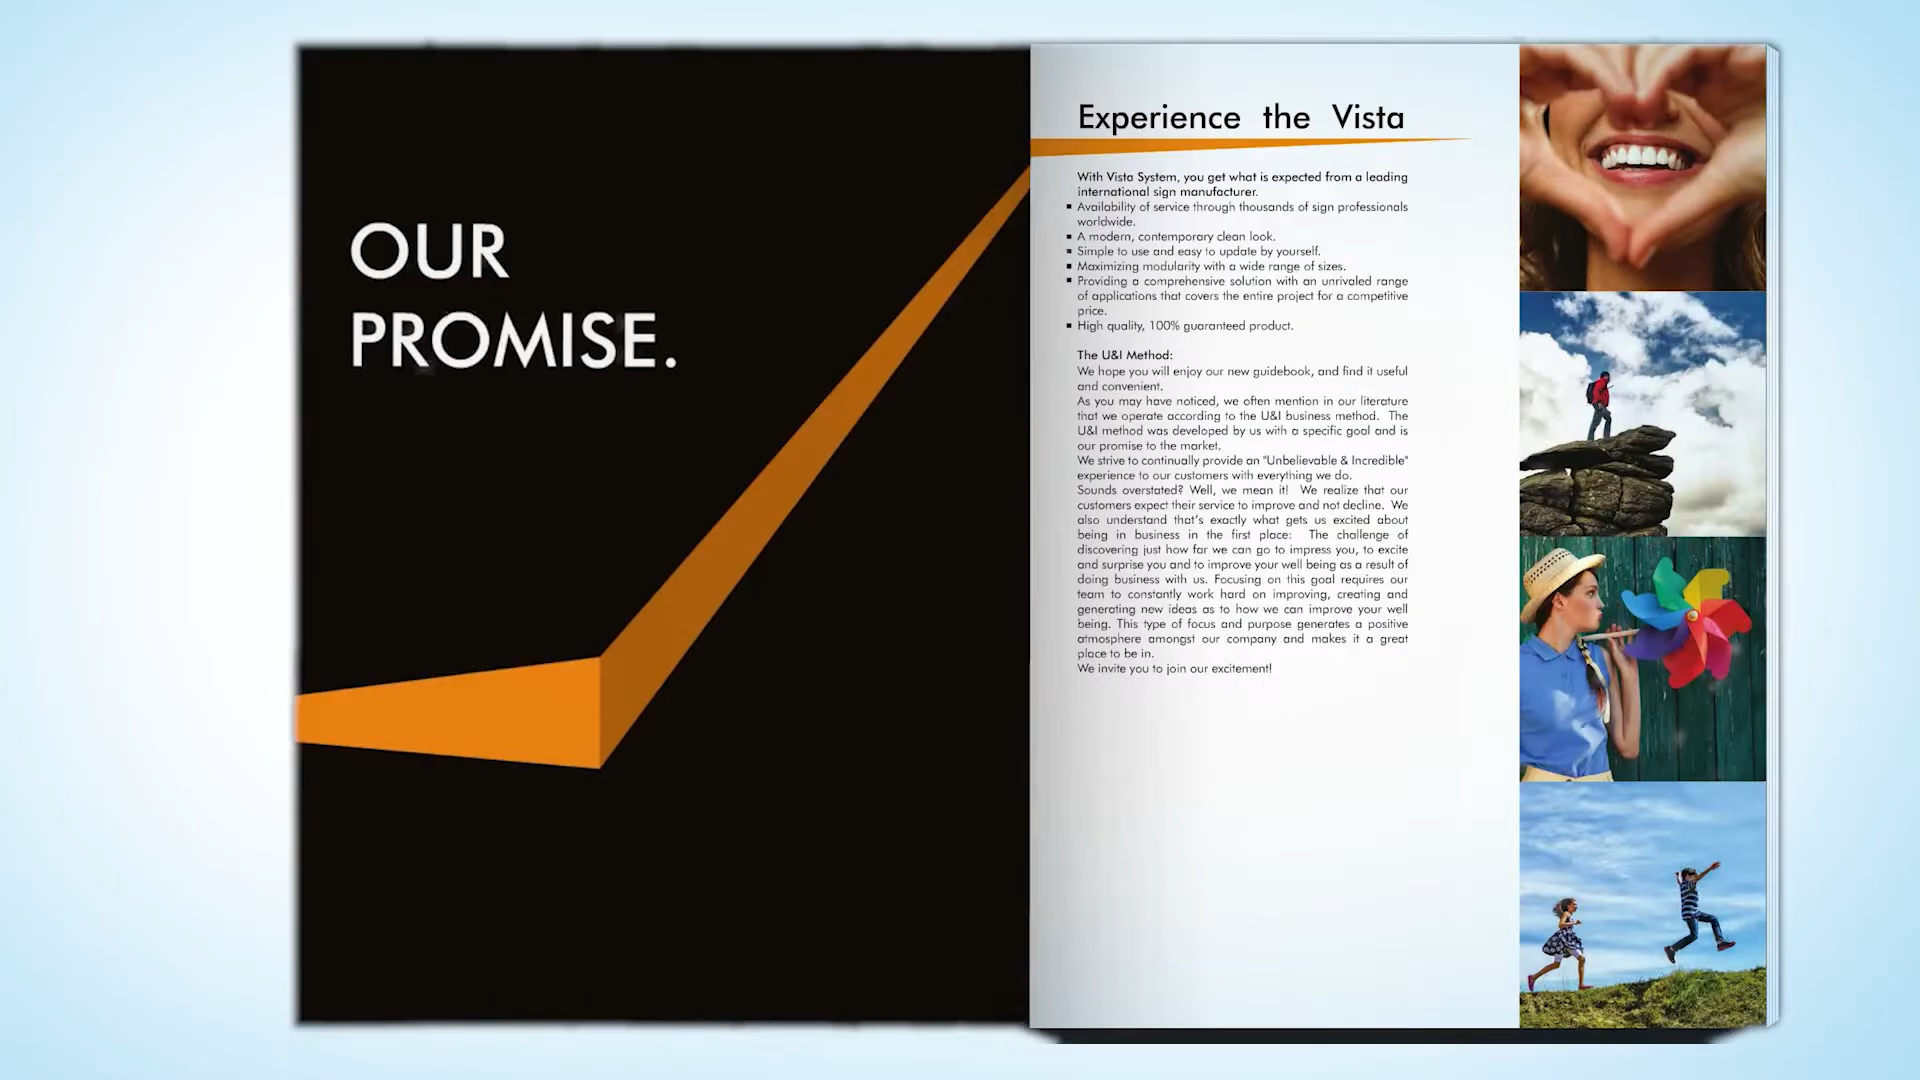 OUR
PROMISE.
Experience the Vista
With Vista System, you get what is expected from a leading
international sign manufacturer.
▪ Availability of service through thousands of sign professionals
worldwide.
▪ A modern, contemporary clean look.
▪ Simple to use and easy to update by yourself.
▪ Maximizing modularity with a wide range of sizes.
▪ Providing a comprehensive solution with an unrivaled range
of applications that covers the entire project for a competitive
price.
▪ High quality, 100% guaranteed product.
The U&I Method:
We hope you will enjoy our new guidebook, and find it useful
and convenient.
As you may have noticed, we often mention in our literature
that we operate according to the U&I business method. The
U&I method was developed by us with a specific goal and is
our promise to the market.
We strive to continually provide an "Unbelievable & Incredible"
experience to our customers with everything we do.
Sounds overstated? Well, we mean it! We realize that our
customers expect their service to improve and not decline. We
also understand that's exactly what gets us excited about
being in business in the first place: The challenge of
discovering just how far we can go to impress you, to excite
and surprise you and to improve your well being as a result of
doing business with us. Focusing on this goal requires our
team to constantly work hard on improving, creating and
generating new ideas as to how we can improve your well
being. This type of focus and purpose generates a positive
atmosphere amongst our company and makes it a great
place to be in.
We invite you to join our excitement!